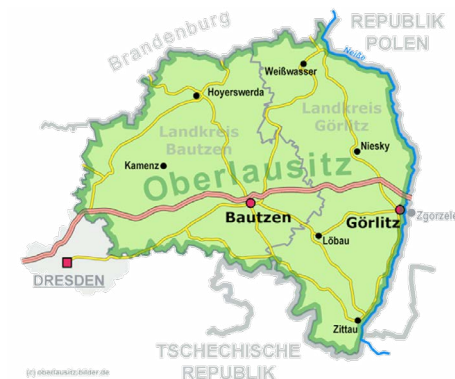 Brandenburg
REPUBLIK
POLEN
Neiße
Weißwasser
Hoyerswerda
Landkreis
Görlitz
Landkreis
Bautzen
Niesky
Kamenz
Oberlausitz
Bautzen
Görlitz
Zgorzelec
Löbau
DRESDEN
Zittau
TSCHECHISCHE
REPUBLIK
(c) oberlausitz-bilder.de